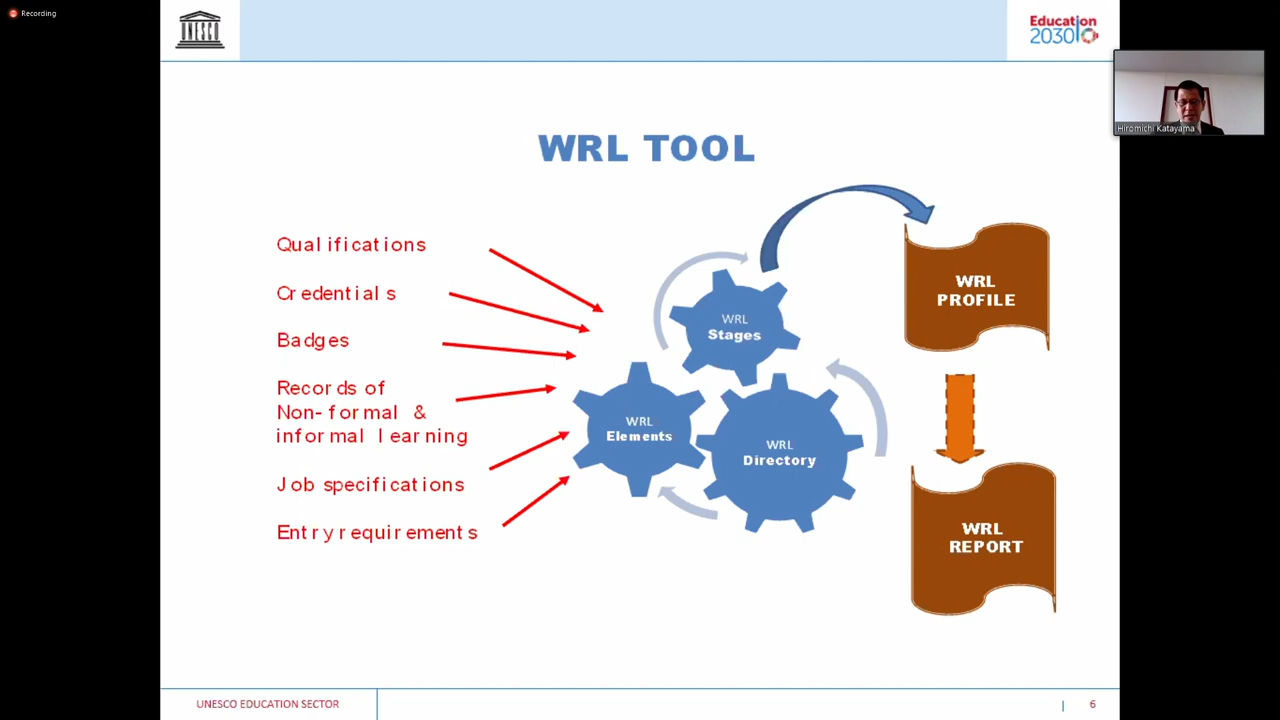 Recording
UNESCO
Education
2030
Hiromichi Katayama
WRL TOOL
Qualifications
Credentials
Badges
Records of
Non-formal &
informal learning
Job specifications
Entry requirements
WRL
Stages
WRL
Elements
WRL
Directory
WRL
PROFILE
WRL
REPORT
UNESCO EDUCATION SECTOR
6